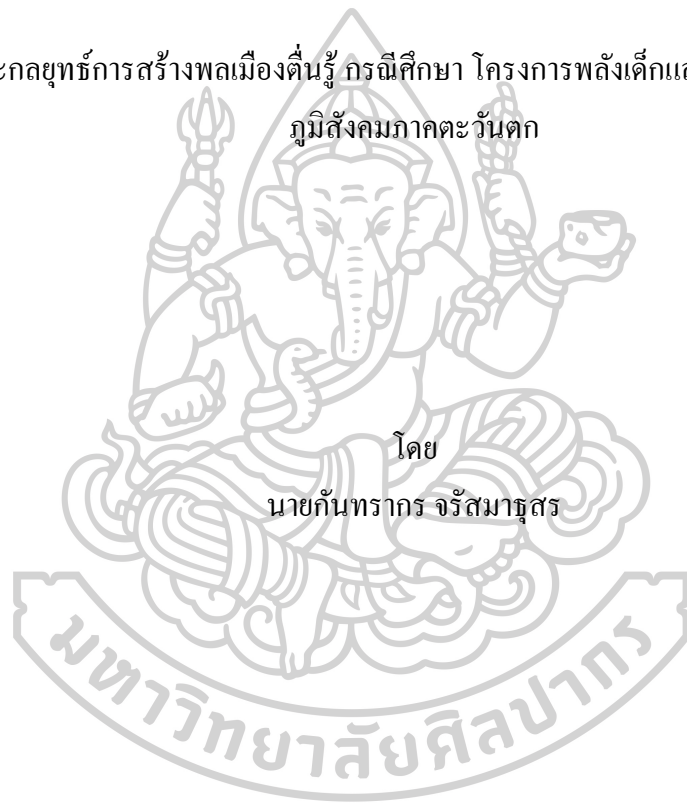 ะกลยุทธ์การสร้างพลเมืองตื่นรู้ กรณีศึกษา โครงการพลังเด็กแล
ภูมิสังคมภาคตะวันตก
โดย
นายกันทรากร จรัสมาธุสร
มหาวิทยาลัยศิลปากร